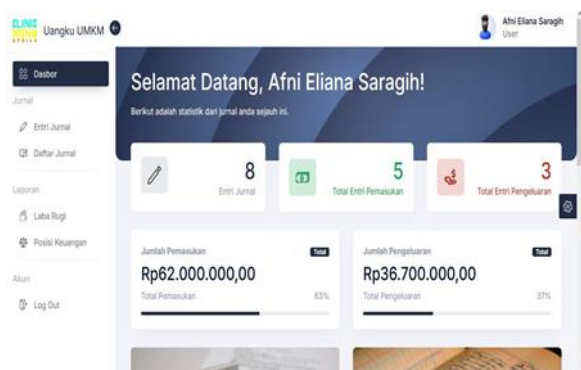 Uangku UMKM
Afni Eliana Saragih
User
Dasbor
Jurnal
Entri Jurnal
Daftar Jurnal
Laporan
Laba Rugi
Posisi Keuangan
Akun
Log Out
Selamat Datang, Afni Eliana Saragih!
Berikut adalah statistik dari jurnal anda sejauh ini.
8
Entri Jurnal
5
Total Entri Pemasukan
3
Total Entri Pengeluaran
Jumlah Pemasukan Total
Rp62.000.000,00
Total Pemasukan 63%
Jumlah Pengeluaran Total
Rp36.700.000,00
Total Pengeluaran 37%